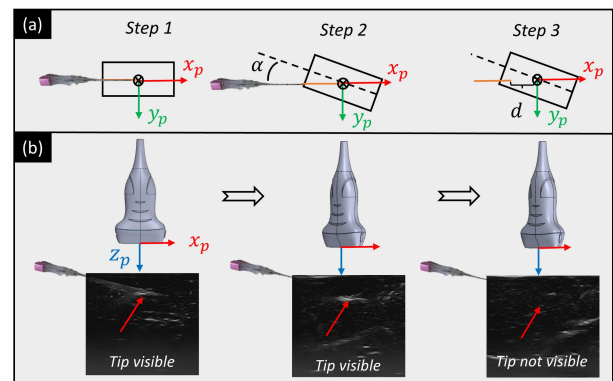 (a)
Step 1
Step 2
Step 3
x_p
y_p
α
x_p
y_p
x_p
d
y_p
(b)
x_p
z_p
Tip visible
Tip visible
Tip not visible